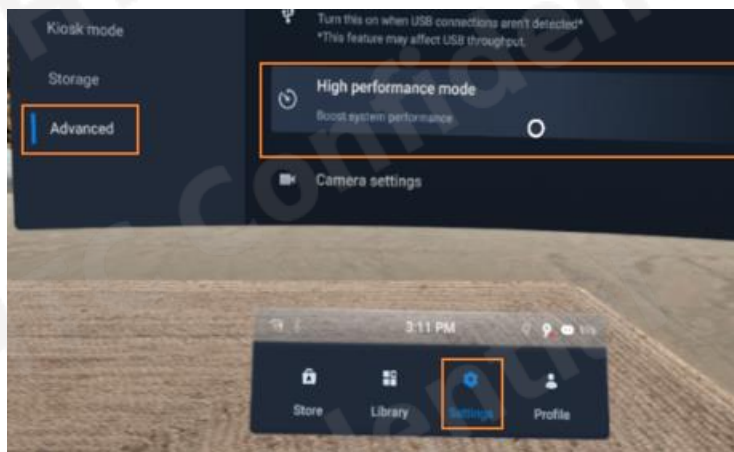 Kiosk mode
Storage
Advanced
Turn this on when USB connections aren't detected*
*This feature may affect USB throughput.
High performance mode
Boost system performance
Camera settings
3:11 PM
Store
Library
Settings
Profile
Confidential